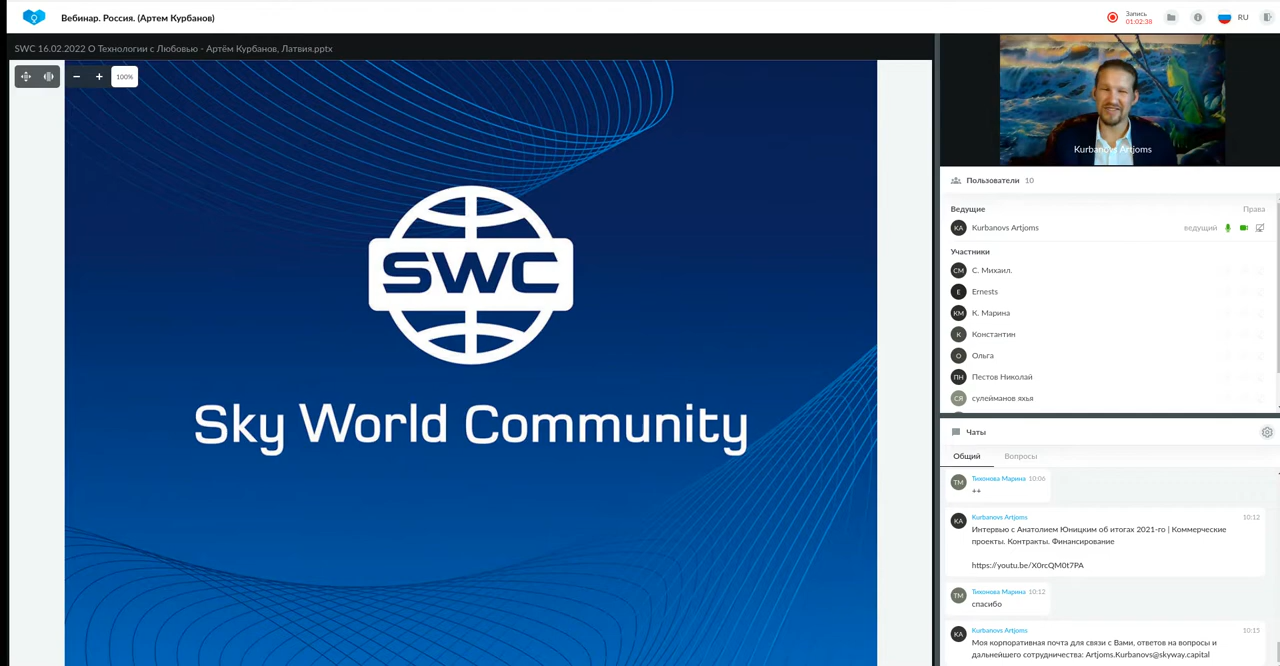 Вебинар. Россия. (Артем Курбанов)
Запись
01:02:38
RU
SWC 16.02.2022 О Технологии с Любовью - Артём Курбанов, Латвия.pptx
100%
SWC
Sky World Community
Kurbanovs Artjoms
Пользователи 10
Ведущие Права
KA Kurbanovs Artjoms ведущий
Участники
СМ С. Михаил.
E Ernests
КМ К. Марина
К Константин
О Ольга
ПН Пестов Николай
СЯ сулейманов яхья
Чаты
Общий Вопросы
ТМ Тихонова Марина 10:06
++
KA Kurbanovs Artjoms 10:12
Интервью с Анатолием Юницким об итогах 2021-го | Коммерческие
проекты. Контракты. Финансирование
https://youtu.be/X0rcQM0t7PA
ТМ Тихонова Марина 10:12
спасибо
KA Kurbanovs Artjoms 10:15
Моя корпоративная почта для связи с Вами, ответов на вопросы и
дальнейшего сотрудничества: Artjoms.Kurbanovs@skyway.capital